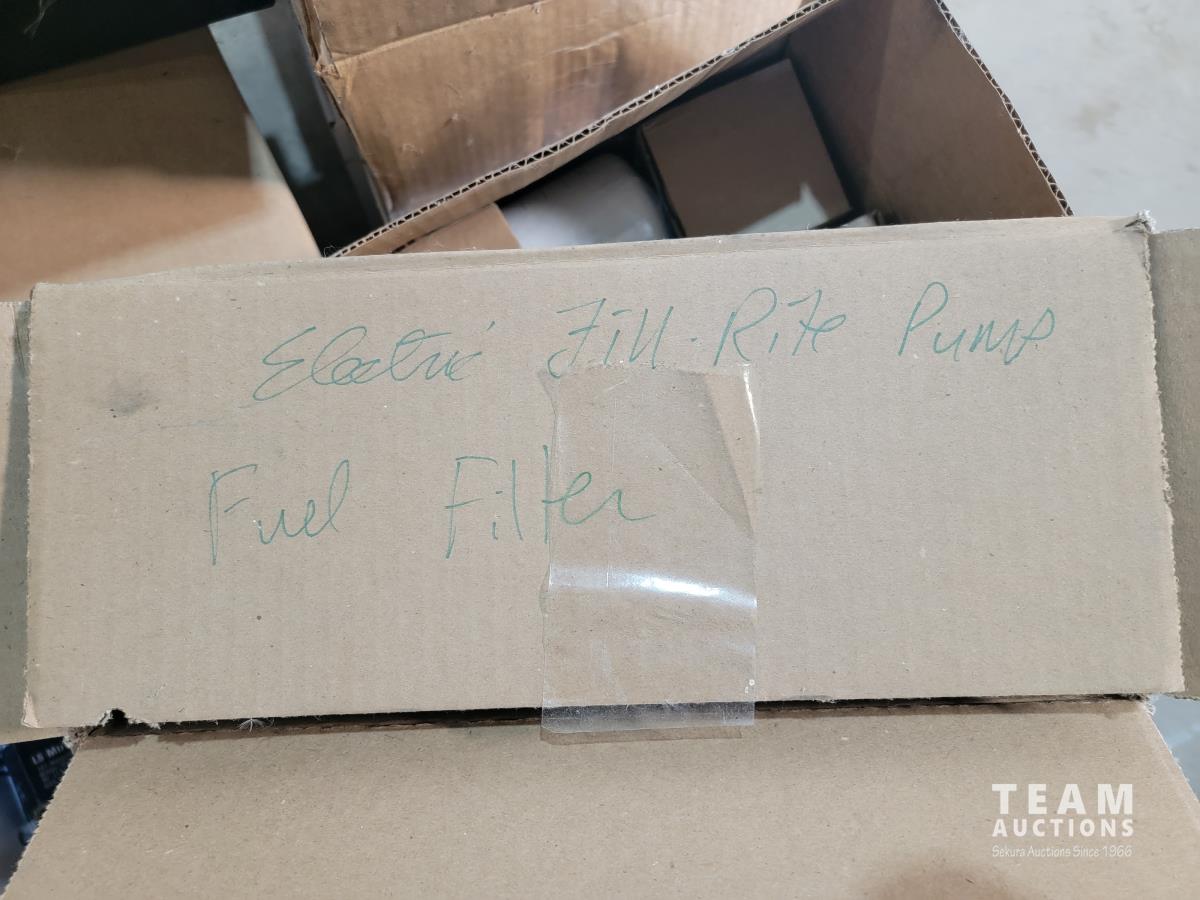 Electric Fill-Rite Pump
Fuel Filter
TEAM
AUCTIONS
Sekura Auctions Since 1966